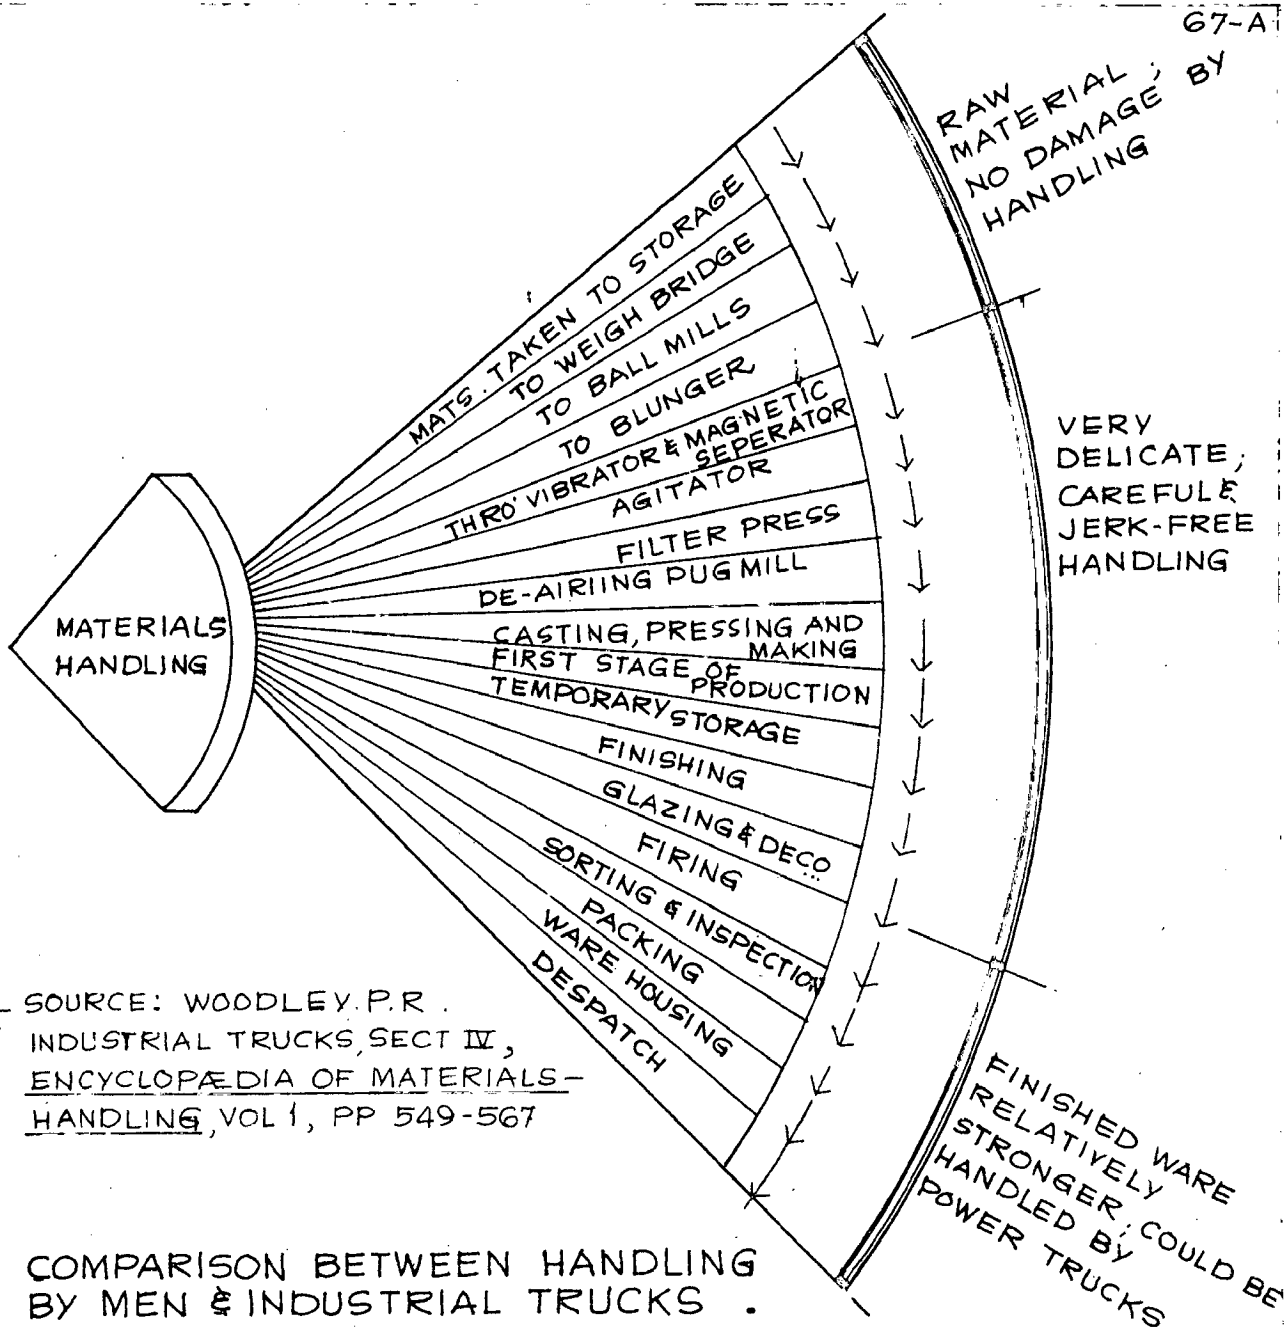 67-A
RAW
MATERIAL ;
NO DAMAGE BY
HANDLING
MATS. TAKEN TO STORAGE
TO WEIGH BRIDGE
TO BALL MILLS
TO BLUNGER
THRO' VIBRATOR & MAGNETIC
SEPERATOR
AGITATOR
FILTER PRESS
DE-AIRIING PUG MILL
CASTING, PRESSING AND
MAKING
FIRST STAGE OF
PRODUCTION
TEMPORARY STORAGE
FINISHING
GLAZING & DECO..
FIRING
SORTING & INSPECTION
PACKING
WARE HOUSING
DESPATCH
MATERIALS
HANDLING
VERY
DELICATE;
CAREFUL &
JERK-FREE
HANDLING
FINISHED WARE
RELATIVELY
STRONGER; COULD BE
HANDLED BY
POWER TRUCKS
SOURCE: WOODLEY. P.R.
INDUSTRIAL TRUCKS, SECT IV,
ENCYCLOPÆDIA OF MATERIALS-
HANDLING, VOL 1, PP 549-567
COMPARISON BETWEEN HANDLING
BY MEN & INDUSTRIAL TRUCKS .